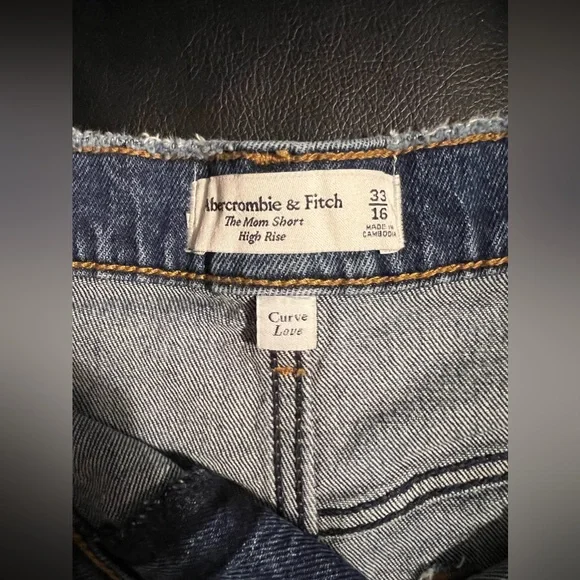 Abercrombie & Fitch
The Mom Short
High Rise
33
16
MADE IN
CAMBODIA
Curve
Love